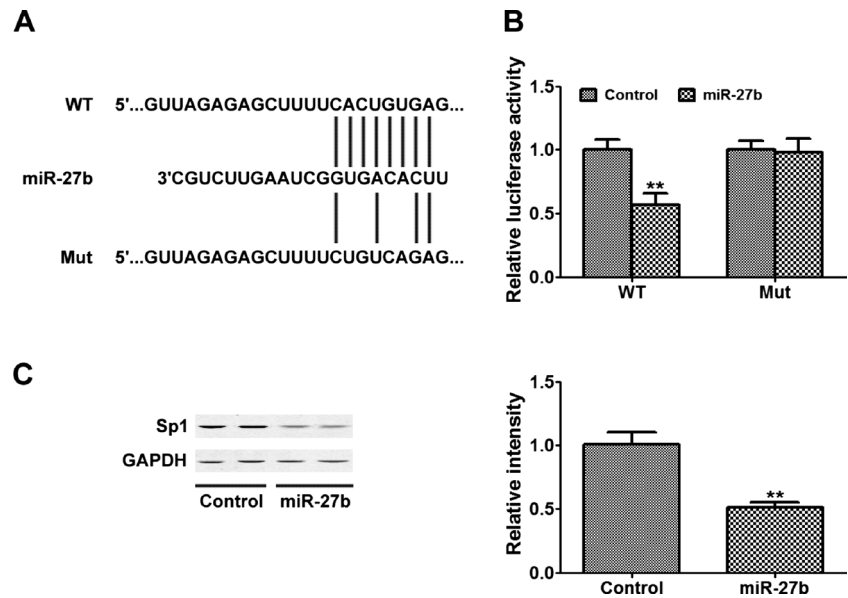 A
WT 5'...GUUAGAGAGCUUUUCACUGUGAG...
miR-27b 3'CGUCUUGAAUCGGUGACACUU
Mut 5'...GUUAGAGAGCUUUUCUGUCAGAG...
B
Relative luciferase activity
1.5
1.0
0.5
0.0
Control miR-27b
**
WT Mut
C
Sp1
GAPDH
Control miR-27b
Relative intensity
1.5
1.0
0.5
0.0
**
Control miR-27b